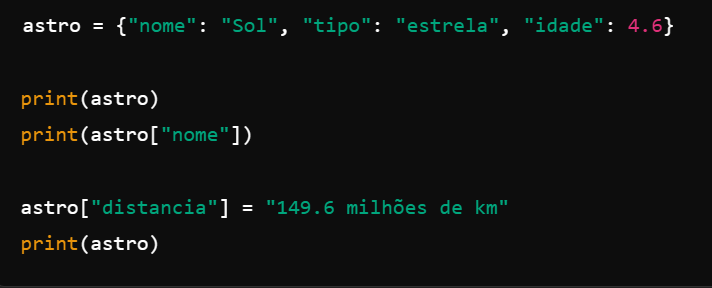 astro = {"nome": "Sol", "tipo": "estrela", "idade": 4.6}
print(astro)
print(astro["nome"])
astro["distancia"] = "149.6 milhões de km"
print(astro)